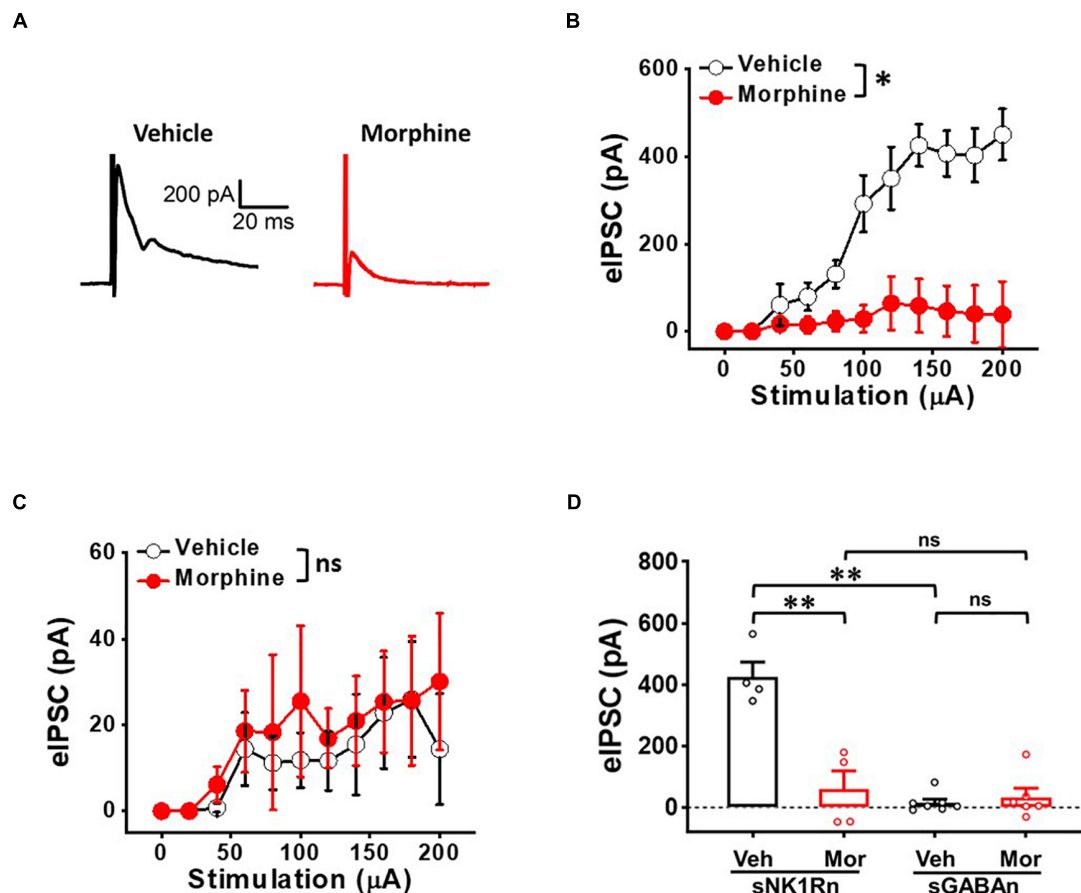 A
Vehicle
Morphine
200 pA
20 ms
B
Vehicle
Morphine
*
600
400
200
0
eIPSC (pA)
0 50 100 150 200
Stimulation (μA)
C
Vehicle
Morphine
ns
60
40
20
0
eIPSC (pA)
0 50 100 150 200
Stimulation (μA)
D
ns
**
** ns
800
600
400
200
0
eIPSC (pA)
Veh Mor Veh Mor
sNK1Rn sGABAn